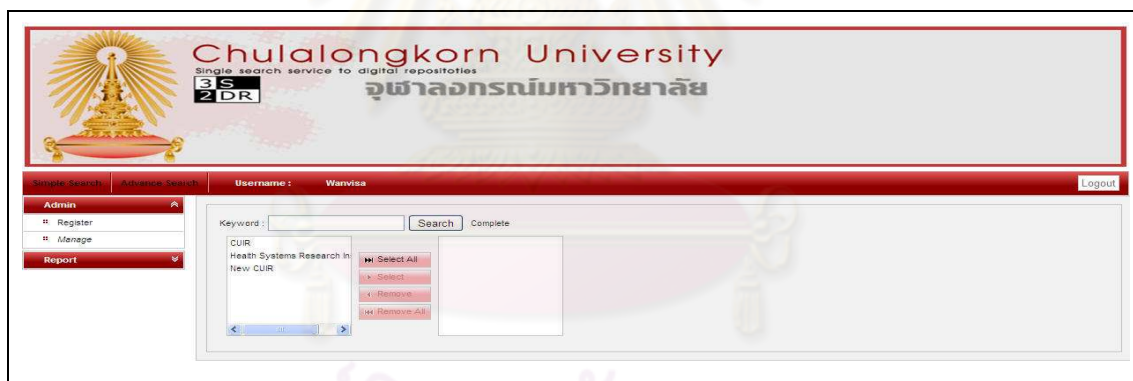 Chulalongkorn University
Single search service to digital repositoties
3S
2DR
จุฬาลงกรณ์มหาวิทยาลัย
Simple Search Advance Search Username : Wanvisa Logout
Admin
Register
Manage
Report
Keyword : Search Complete
CUIR
Health Systems Research In
New CUIR
Select All
Select
Remove
Remove All